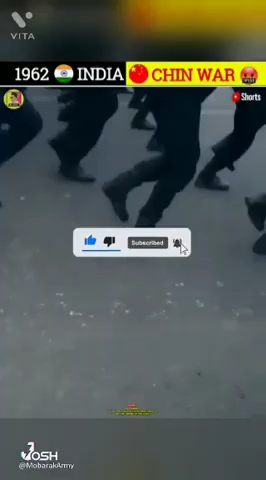 VITA
1962 INDIA CHIN WAR
Shorts
Subscribed
JOSH
@MobarakArmy